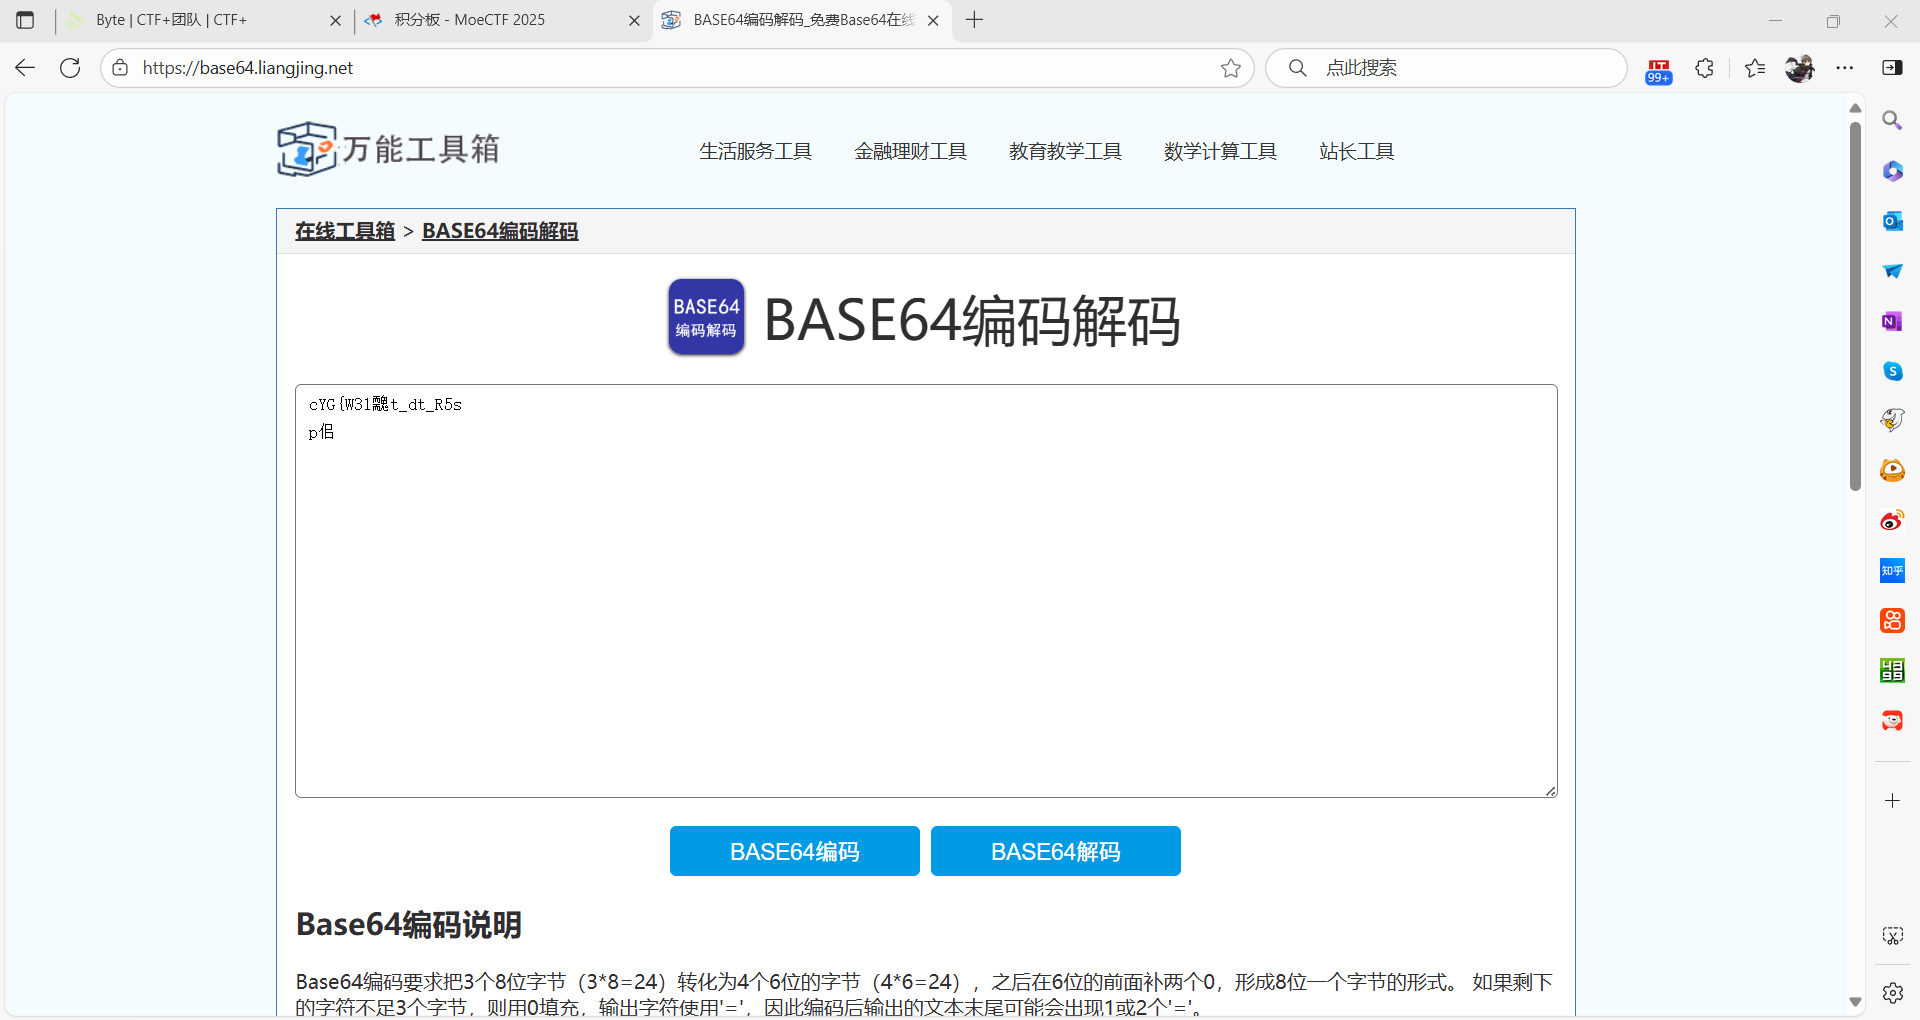 Byte | CTF+团队 | CTF+
积分板 - MoeCTF 2025
BASE64编码解码_免费Base64在线
https://base64.liangjing.net
点此搜索
99+
万能工具箱
生活服务工具 金融理财工具 教育教学工具 数学计算工具 站长工具
在线工具箱 > BASE64编码解码
BASE64
编码解码
BASE64编码解码
cYG{W31飁t_dt_R5s
p侣
BASE64编码 BASE64解码
Base64编码说明
Base64编码要求把3个8位字节（3*8=24）转化为4个6位的字节（4*6=24），之后在6位的前面补两个0，形成8位一个字节的形式。 如果剩下
的字符不足3个字节，则用0填充，输出字符使用'='，因此编码后输出的文本末尾可能会出现1或2个'='。
知乎